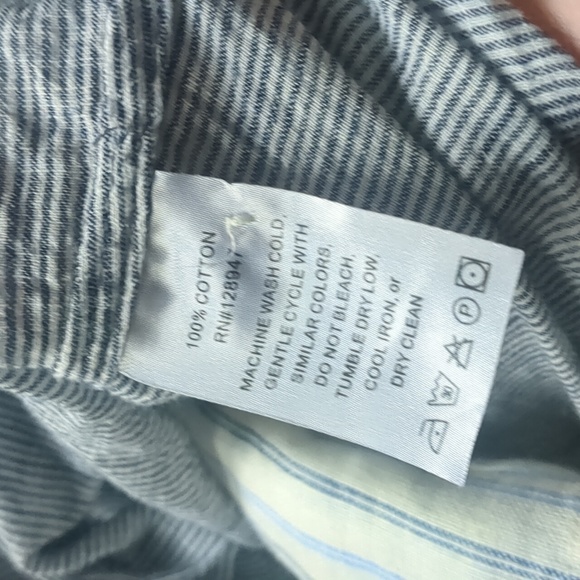 100% COTTON
RN#128947
MACHINE WASH COLD,
GENTLE CYCLE WITH
SIMILAR COLORS.
DO NOT BLEACH.
TUMBLE DRY LOW,
COOL IRON, or
DRY CLEAN
P